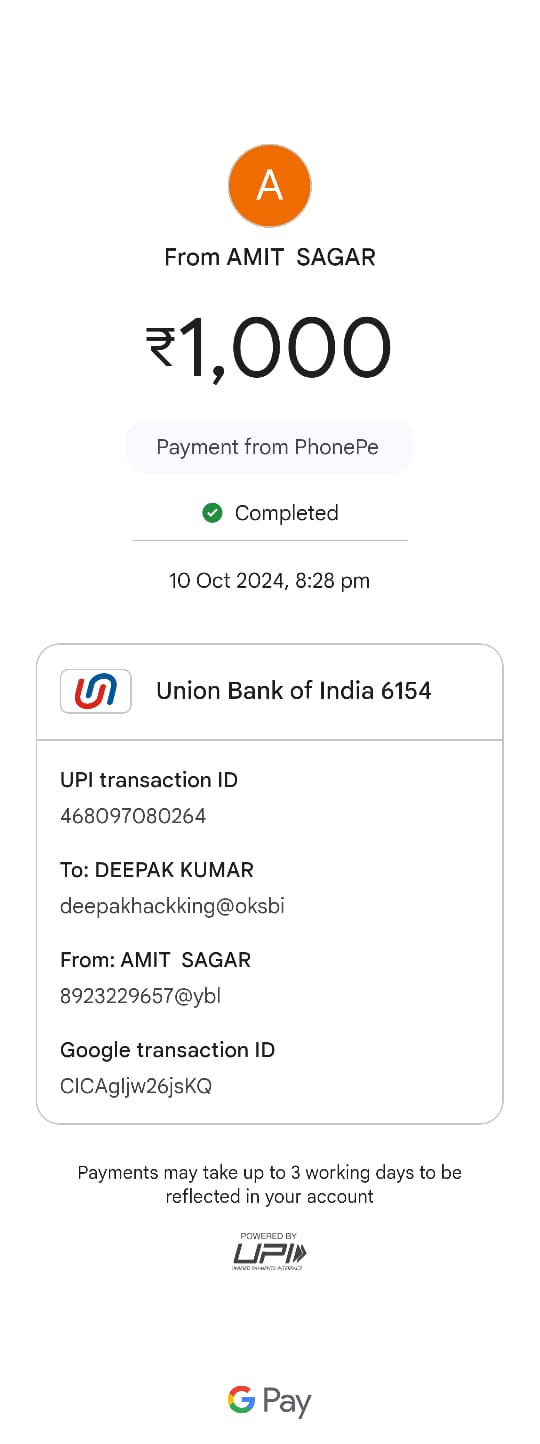 A
From AMIT  SAGAR
₹1,000
Payment from PhonePe
Completed
10 Oct 2024, 8:28 pm
Union Bank of India 6154
UPI transaction ID
468097080264
To: DEEPAK KUMAR
deepakhackking@oksbi
From: AMIT  SAGAR
8923229657@ybl
Google transaction ID
CICAgIjw26jsKQ
Payments may take up to 3 working days to be
reflected in your account
POWERED BY
UPI
UNIFIED PAYMENTS INTERFACE
G Pay